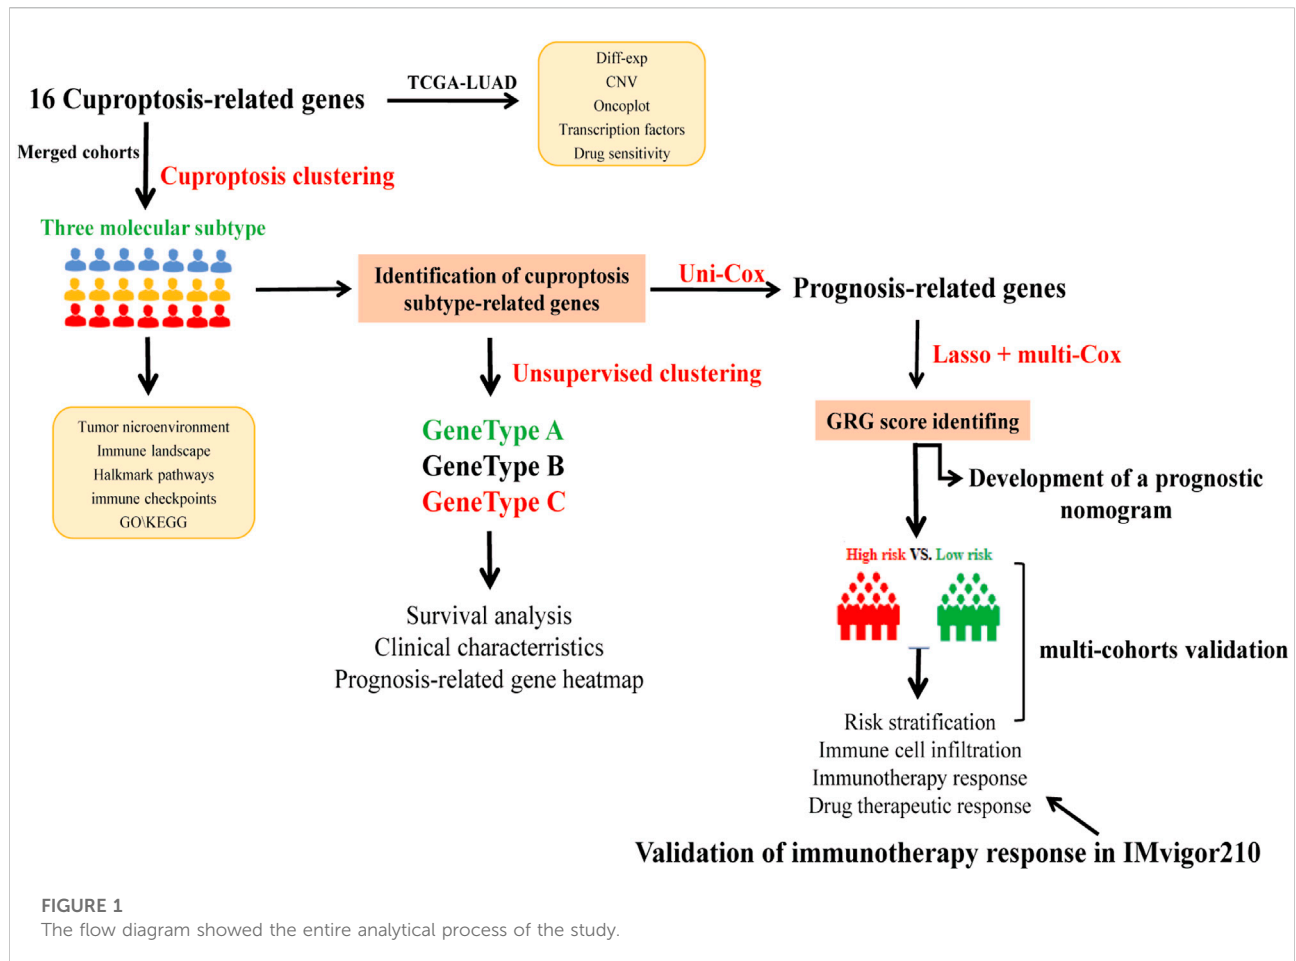 16 Cuproptosis-related genes
TCGA-LUAD
Diff-exp
CNV
Oncoplot
Transcription factors
Drug sensitivity
Merged cohorts
Cuproptosis clustering
Three molecular subtype
Identification of cuproptosis
subtype-related genes
Uni-Cox
Prognosis-related genes
Tumor nicroenvironment
Immune landscape
Halkmark pathways
immune checkpoints
GO\KEGG
Unsupervised clustering
GeneType A
GeneType B
GeneType C
Survival analysis
Clinical characterristics
Prognosis-related gene heatmap
Lasso + multi-Cox
GRG score identifing
Development of a prognostic
nomogram
High risk VS. Low risk
multi-cohorts validation
Risk stratification
Immune cell infiltration
Immunotherapy response
Drug therapeutic response
Validation of immunotherapy response in IMvigor210
FIGURE 1
The flow diagram showed the entire analytical process of the study.